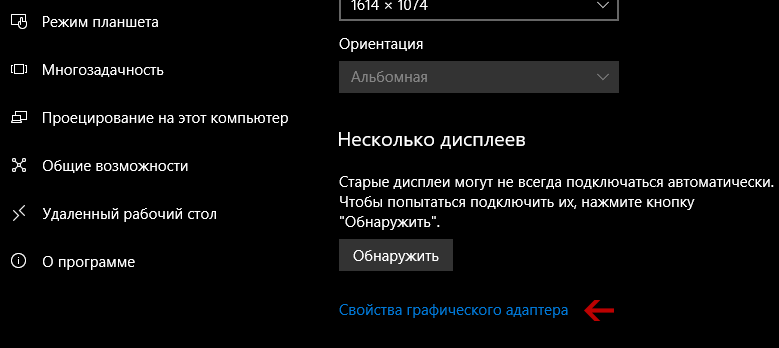 Режим планшета
Многозадачность
Проецирование на этот компьютер
Общие возможности
Удаленный рабочий стол
О программе
1614 × 1074
Ориентация
Альбомная
Несколько дисплеев
Старые дисплеи могут не всегда подключаться автоматически.
Чтобы попытаться подключить их, нажмите кнопку
"Обнаружить".
Обнаружить
Свойства графического адаптера